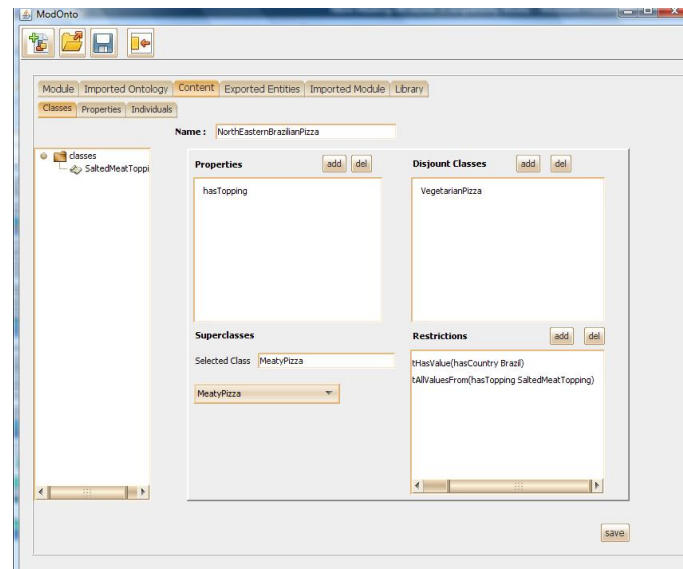 ModOnto
Module Imported Ontology Content Exported Entities Imported Module Library
Classes Properties Individuals
Name : NorthEasternBrazilianPizza
classes
SaltedMeatToppi
Properties add del
hasTopping
Disjount Classes add del
VegetarianPizza
Superclasses
Selected Class MeatyPizza
MeatyPizza
Restrictions add del
tHasValue(hasCountry Brazil)
tAllValuesFrom(hasTopping SaltedMeatTopping)
save